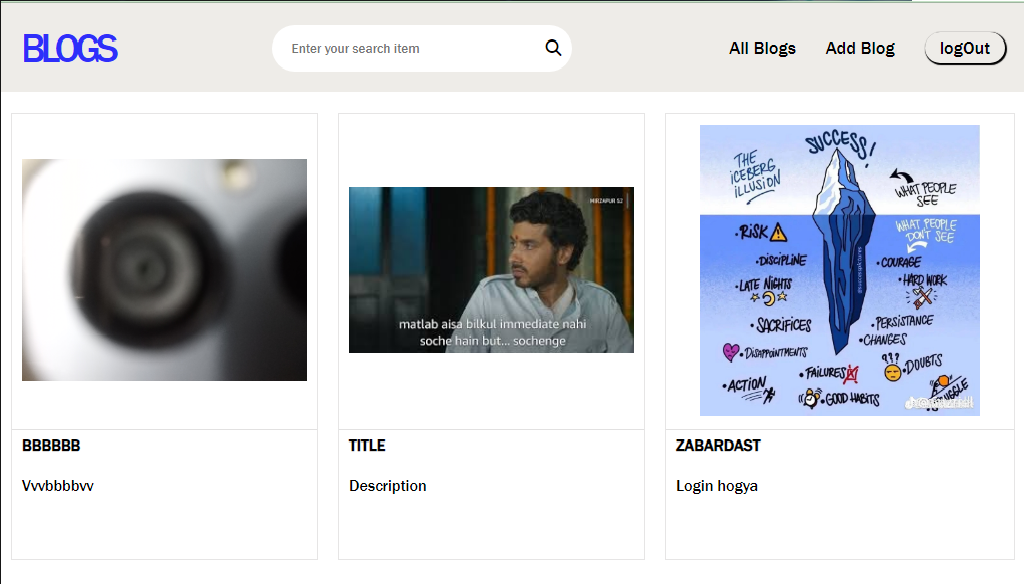 BLOGS
Enter your search item
All Blogs
Add Blog
logOut
MIRZAPUR S2
matlab aisa bilkul immediate nahi
soche hain but... sochenge
SUCCESS!
THE
ICEBERG
ILLUSION
WHAT PEOPLE
SEE
WHAT PEOPLE
DON'T SEE
• RiSK
• DISCIPLINE
• LATE NIGHTS
• SACRIFICES
• DISAPPOINTMENTS
• FAILURES
• ACTION
• GOOD HABITS
• COURAGE
• HARD WORK
• PERSISTANCE
• CHANGES
???
• DOUBTS
• STRUGGLE
BBBBBB
Vvvbbbbvv
TITLE
Description
ZABARDAST
Login hogya